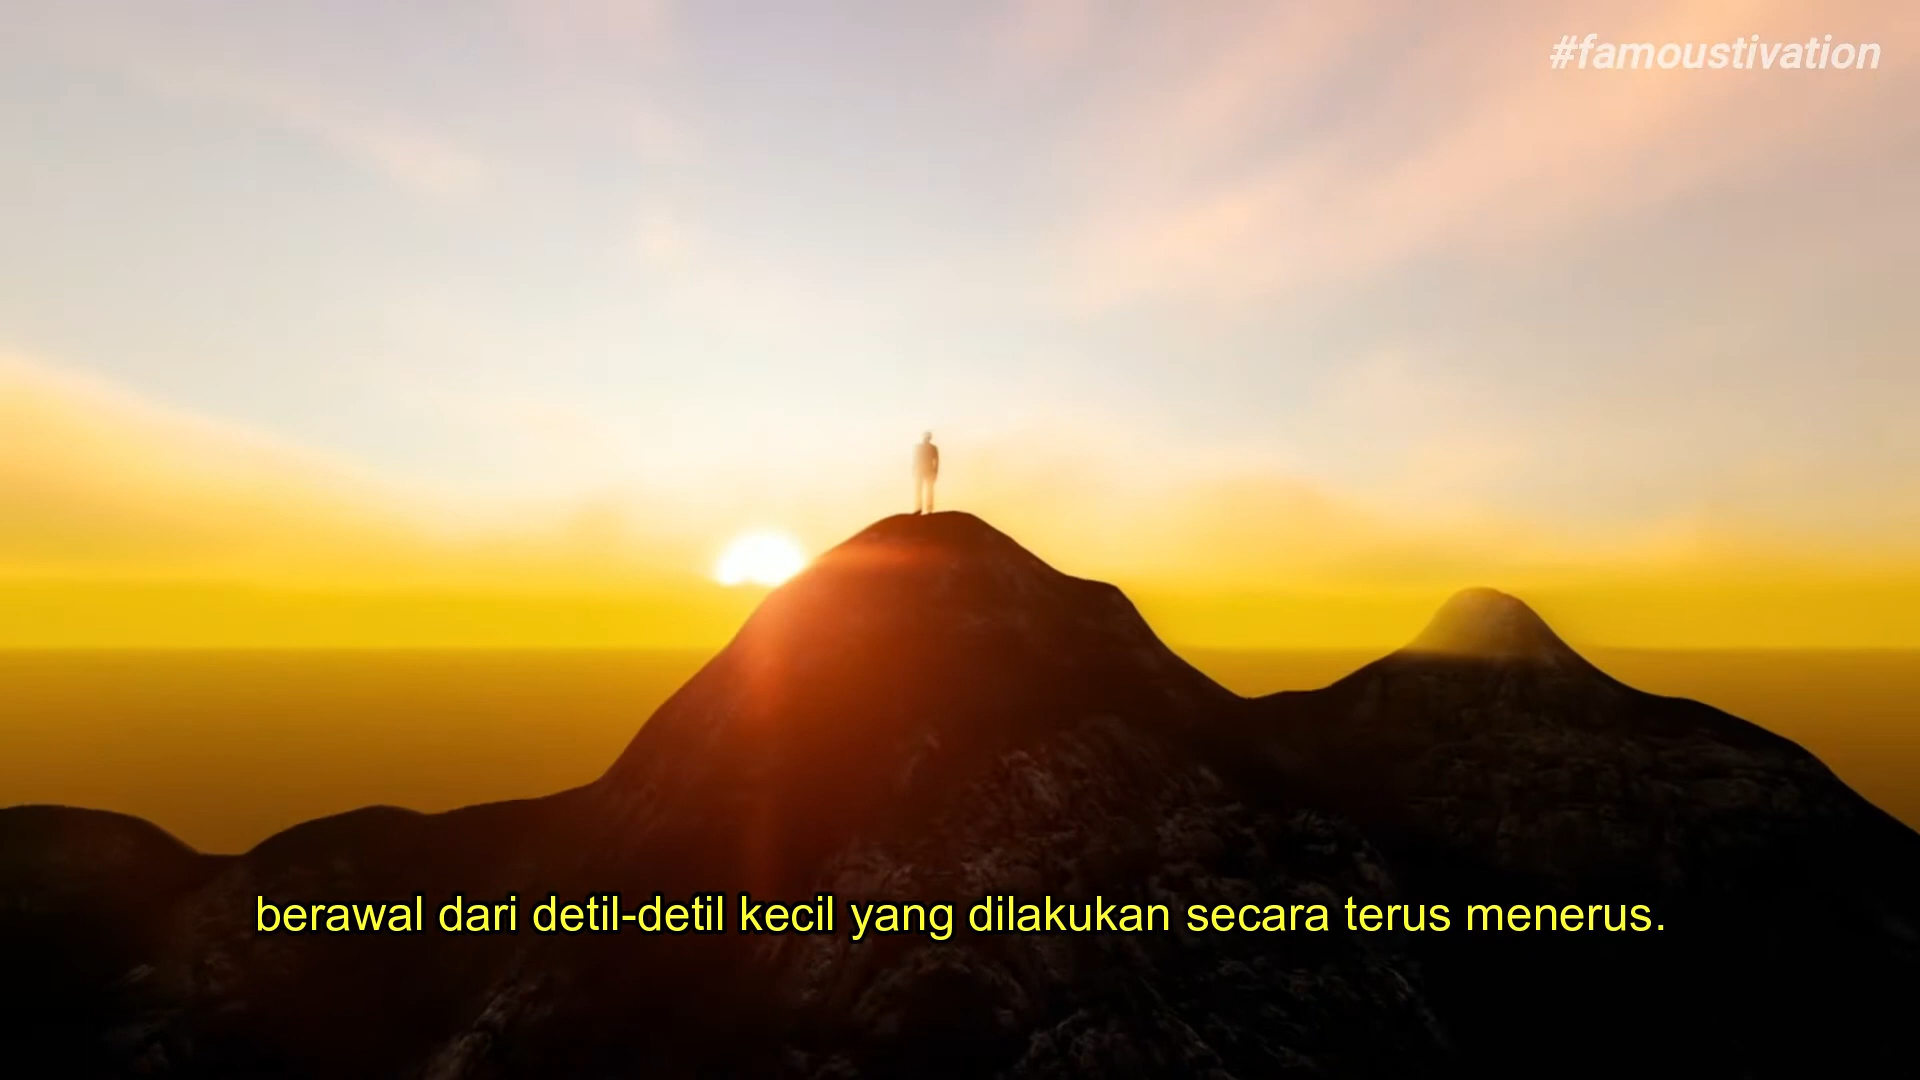 #famoustivation
berawal dari detil-detil kecil yang dilakukan secara terus menerus.